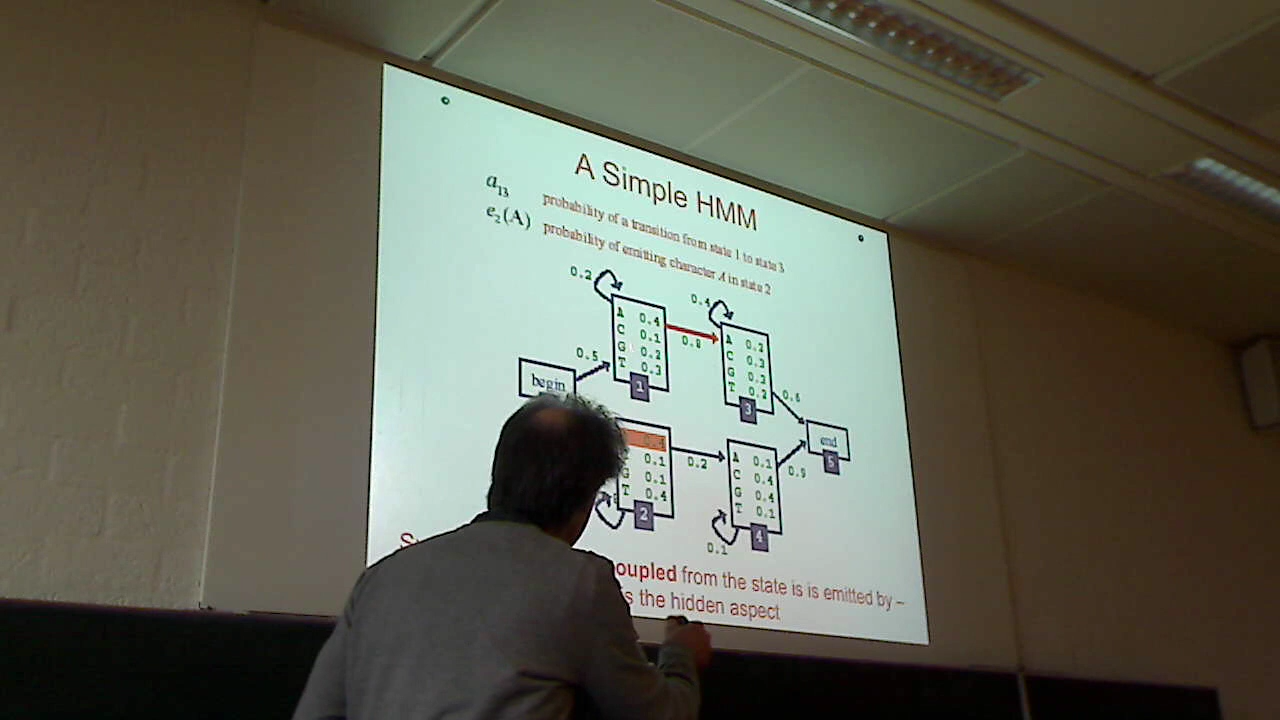 A Simple HMM
a13 probability of a transition from state 1 to state 3
e2(A) probability of emitting character A in state 2
0.2
0.4
A 0.4
C 0.1
G 0.2
T 0.3
1
0.8
A 0.2
C 0.3
G 0.3
T 0.2
3
0.5
begin
0.6
end
5
0.4
0.1
G 0.1
T 0.4
2
0.2
A 0.1
C 0.4
G 0.4
T 0.1
4
0.9
0.1
oupled from the state is is emitted by –
s the hidden aspect